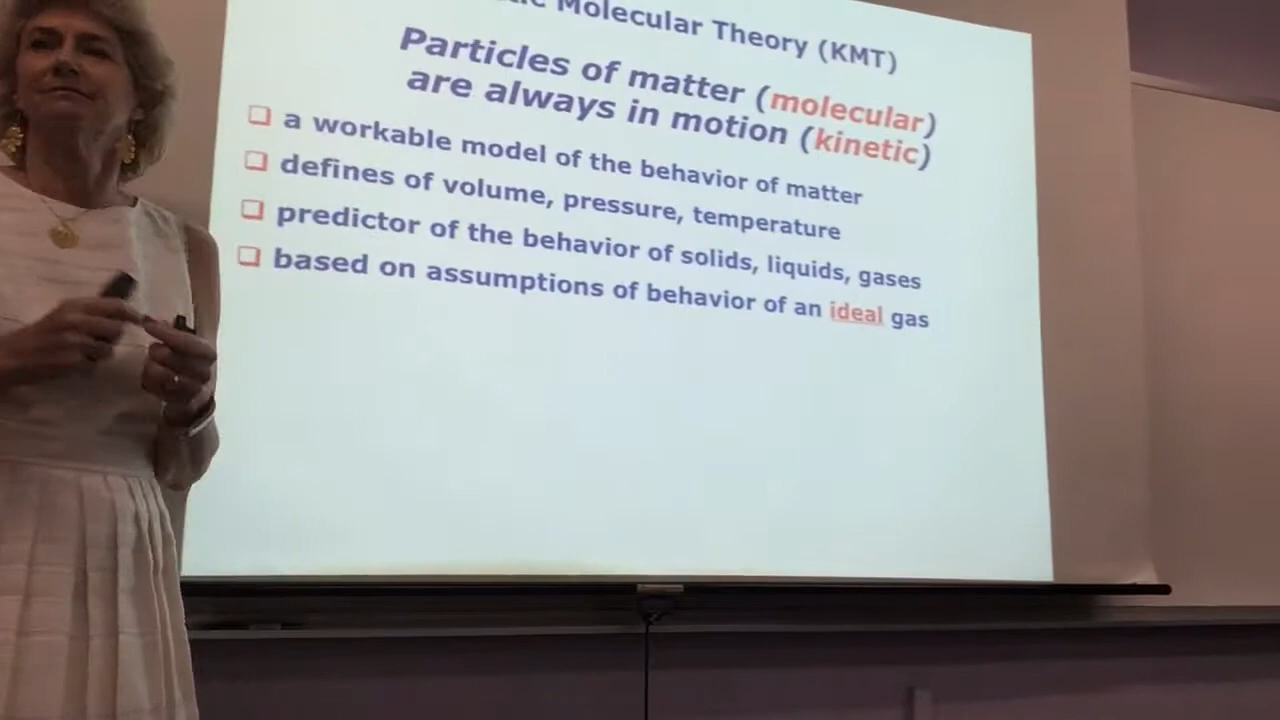 Molecular Theory (KMT)
Particles of matter (molecular)
are always in motion (kinetic)
a workable model of the behavior of matter
defines of volume, pressure, temperature
predictor of the behavior of solids, liquids, gases
based on assumptions of behavior of an ideal gas